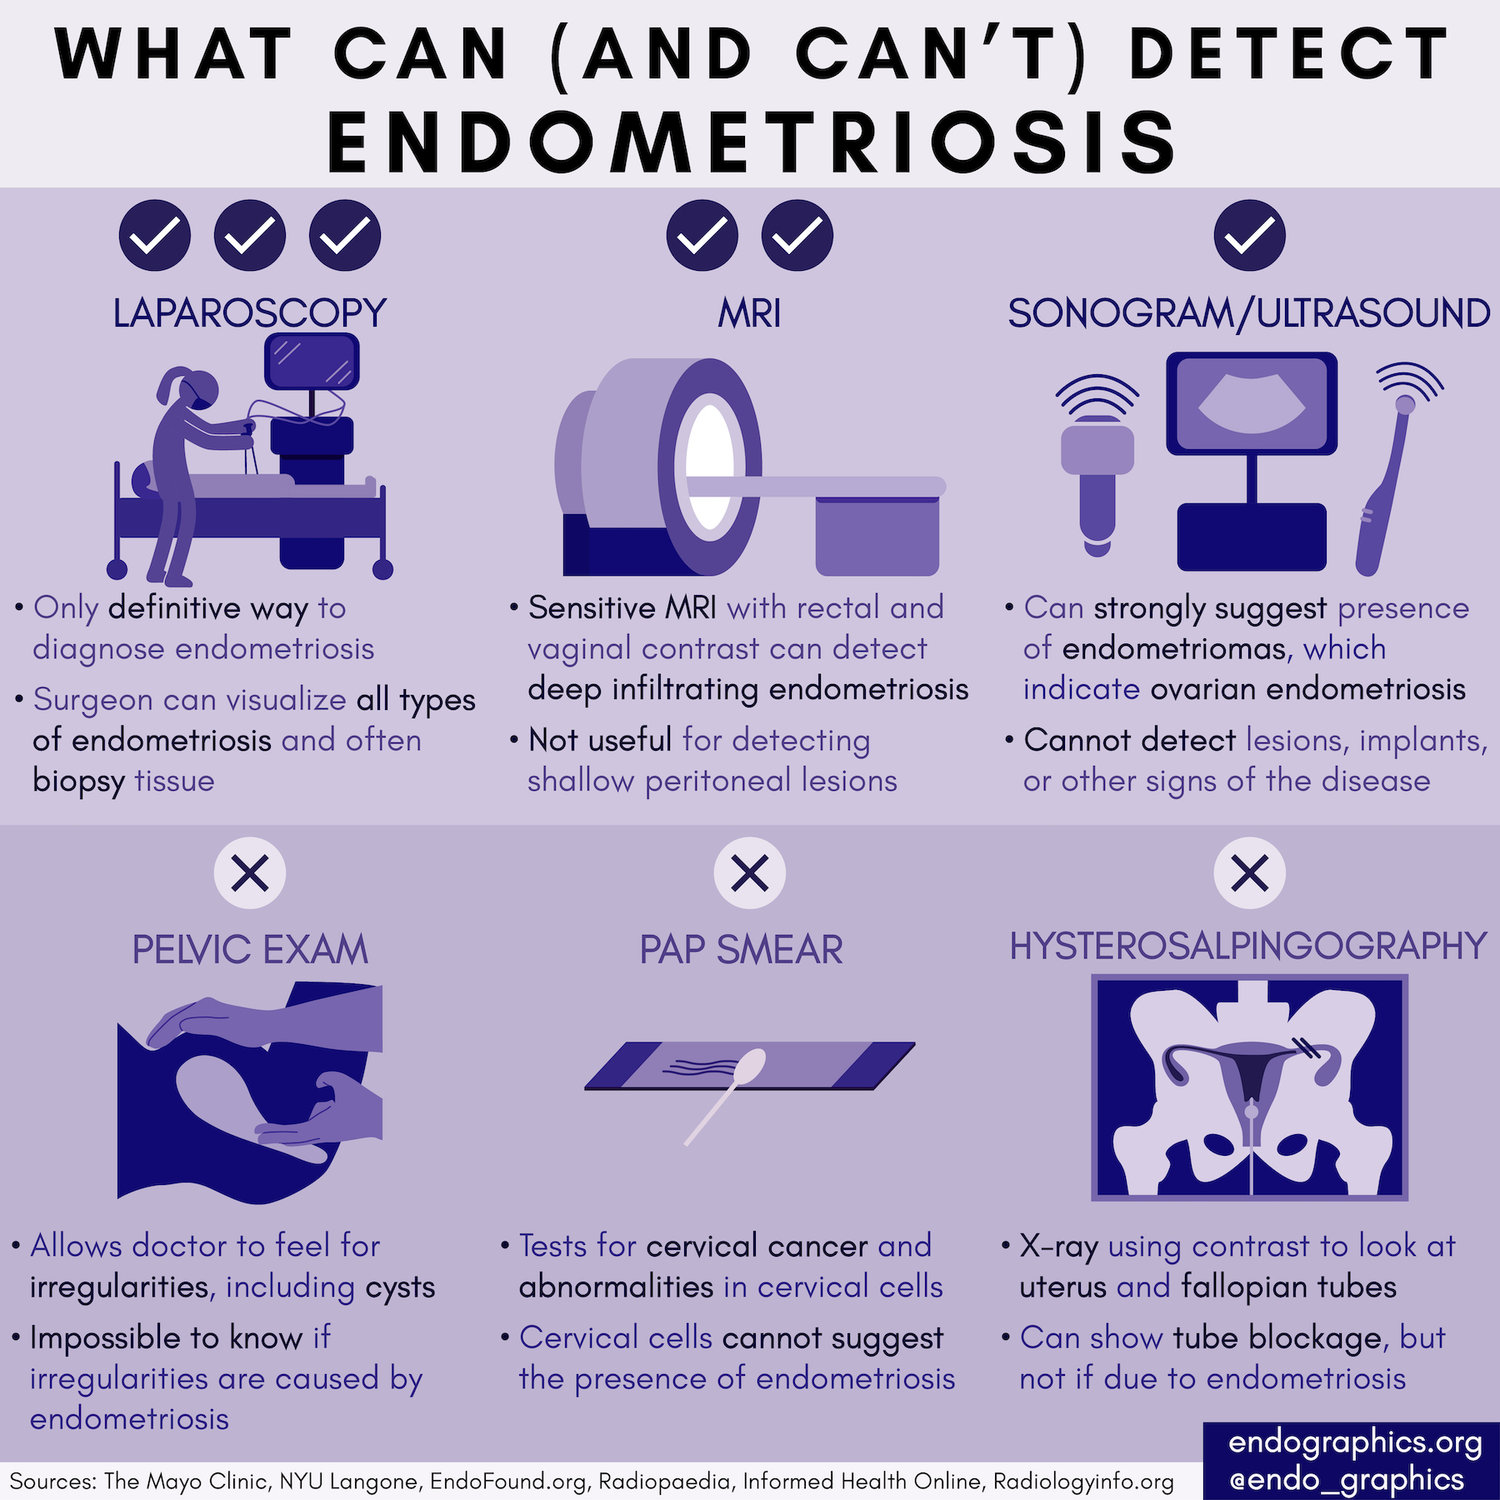 WHAT CAN (AND CAN'T) DETECT
ENDOMETRIOSIS
LAPAROSCOPY
• Only definitive way to
diagnose endometriosis
• Surgeon can visualize all types
of endometriosis and often
biopsy tissue
MRI
• Sensitive MRI with rectal and
vaginal contrast can detect
deep infiltrating endometriosis
• Not useful for detecting
shallow peritoneal lesions
SONOGRAM/ULTRASOUND
• Can strongly suggest presence
of endometriomas, which
indicate ovarian endometriosis
• Cannot detect lesions, implants,
or other signs of the disease
PELVIC EXAM
• Allows doctor to feel for
irregularities, including cysts
• Impossible to know if
irregularities are caused by
endometriosis
PAP SMEAR
• Tests for cervical cancer and
abnormalities in cervical cells
• Cervical cells cannot suggest
the presence of endometriosis
HYSTEROSALPINGOGRAPHY
• X-ray using contrast to look at
uterus and fallopian tubes
• Can show tube blockage, but
not if due to endometriosis
Sources: The Mayo Clinic, NYU Langone, EndoFound.org, Radiopaedia, Informed Health Online, Radiologyinfo.org
endographics.org
@endo_graphics